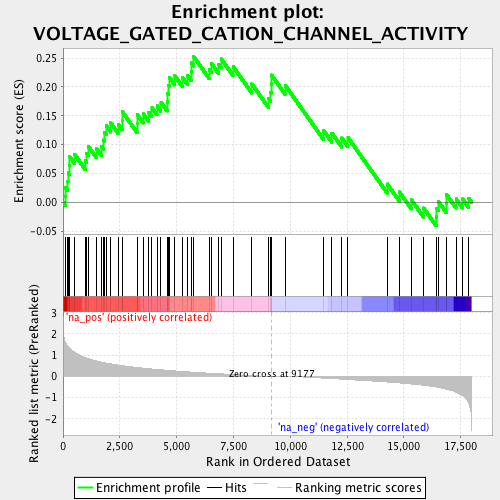 Enrichment plot:
VOLTAGE_GATED_CATION_CHANNEL_ACTIVITY
Enrichment score (ES)
0.25
0.20
0.15
0.10
0.05
0.00
-0.05
Ranked list metric (PreRanked)
3
2
1
0
-1
-2
'na_pos' (positively correlated)
Zero cross at 9177
'na_neg' (negatively correlated)
0
2,500
5,000
7,500
10,000
12,500
15,000
17,500
Rank in Ordered Dataset
Enrichment profile
Hits
Ranking metric scores